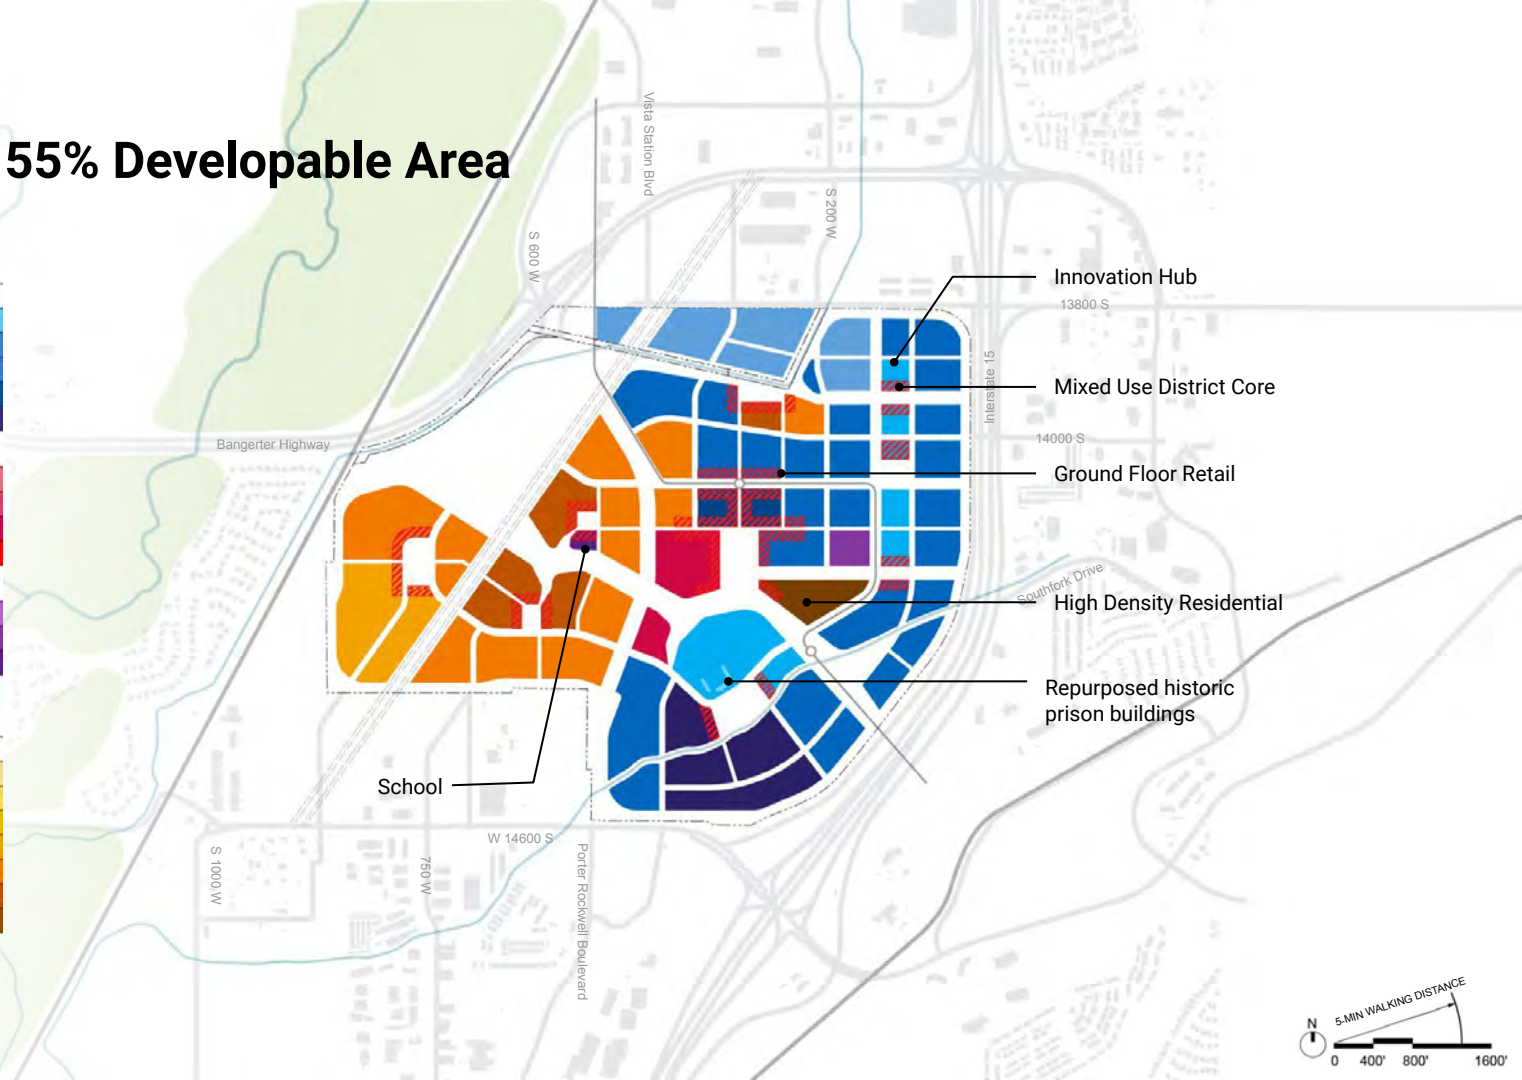 55% Developable Area
Vista Station Blvd
S 200 W
S 600 W
Innovation Hub
13800 S
Interstate 15
Mixed Use District Core
14000 S
Bangerter Highway
Ground Floor Retail
Southfork Drive
High Density Residential
Repurposed historic
prison buildings
School
W 14600 S
S 1000 W
750 W
Porter Rockwell Boulevard
5-MIN WALKING DISTANCE
N
0 400' 800' 1600'